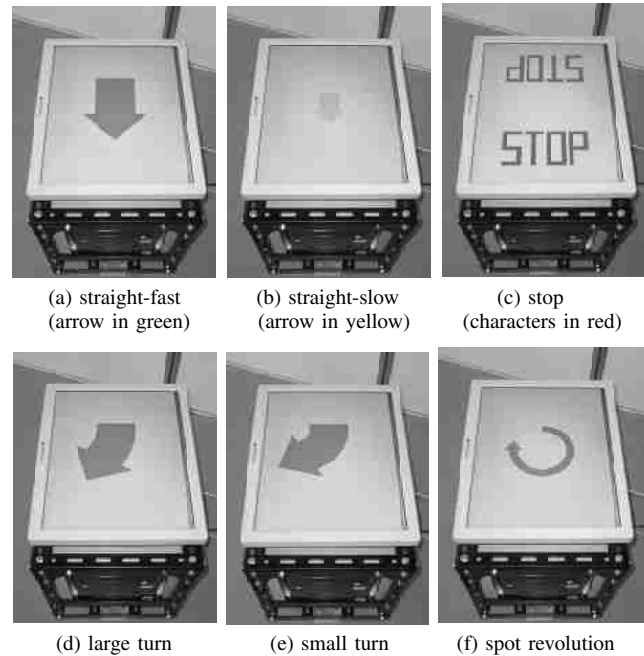 STOP
STOP
(a) straight-fast
(arrow in green)
(b) straight-slow
(arrow in yellow)
(c) stop
(characters in red)
(d) large turn
(e) small turn
(f) spot revolution